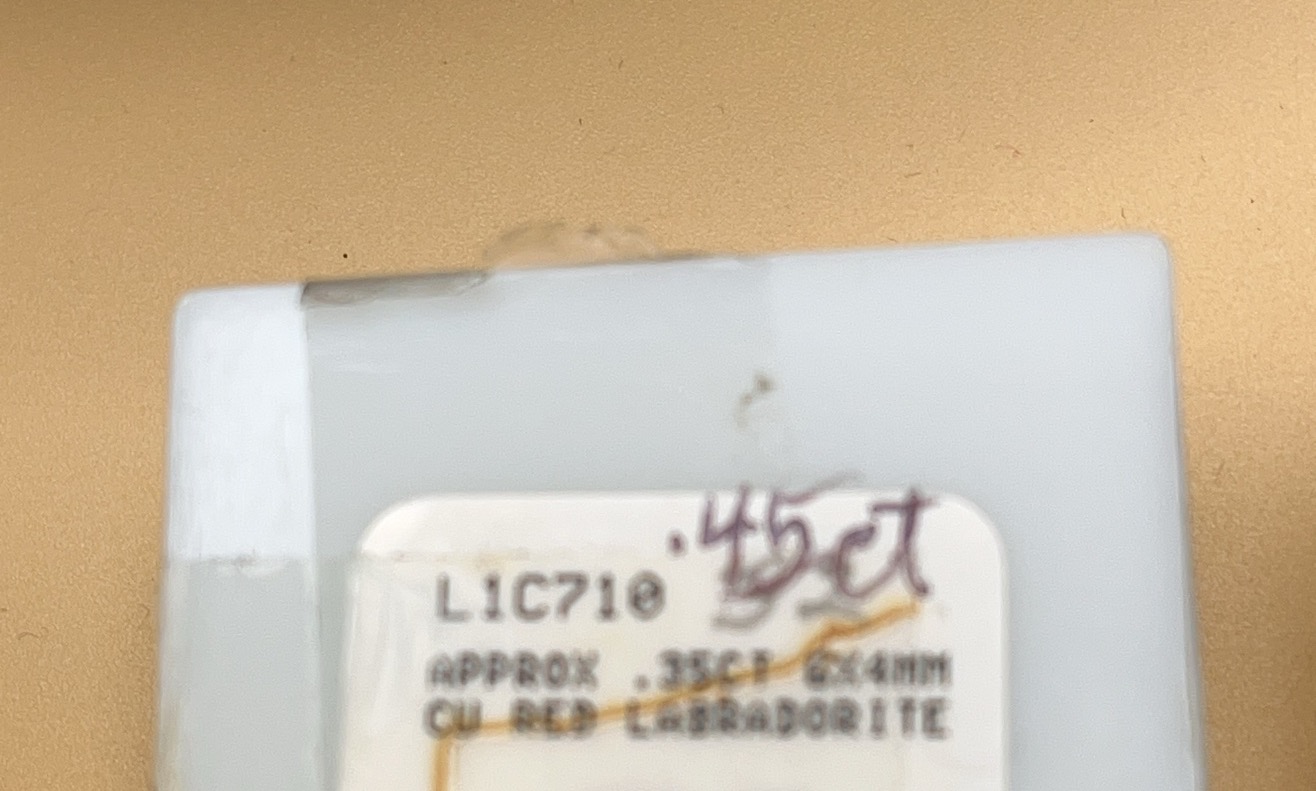 .45ct
L1C710
APPROX .35CT 6X4MM
CU RED LABRADORITE